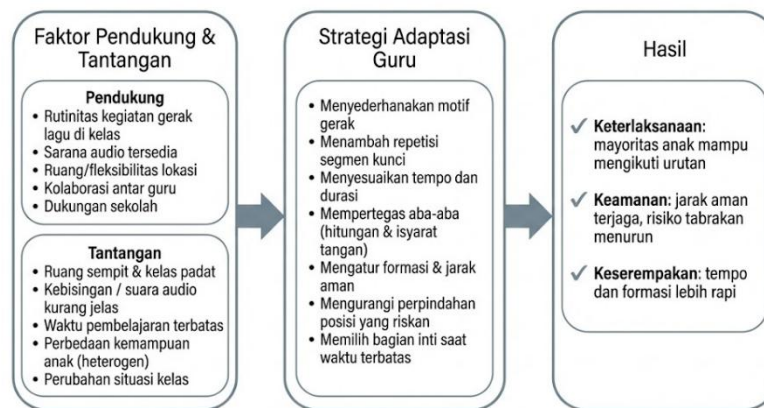 Faktor Pendukung &
Tantangan
Pendukung
• Rutinitas kegiatan gerak
lagu di kelas
• Sarana audio tersedia
• Ruang/fleksibilitas lokasi
• Kolaborasi antar guru
• Dukungan sekolah
Tantangan
• Ruang sempit & kelas padat
• Kebisingan / suara audio
kurang jelas
• Waktu pembelajaran terbatas
• Perbedaan kemampuan
anak (heterogen)
• Perubahan situasi kelas
Strategi Adaptasi
Guru
• Menyederhanakan motif
gerak
• Menambah repetisi
segmen kunci
• Menyesuaikan tempo dan
durasi
• Mempertegas aba-aba
(hitungan & isyarat
tangan)
• Mengatur formasi & jarak
aman
• Mengurangi perpindahan
posisi yang riskan
• Memilih bagian inti saat
waktu terbatas
Hasil
✓ Keterlaksanaan:
mayoritas anak mampu
mengikuti urutan
✓ Keamanan: jarak aman
terjaga, risiko tabrakan
menurun
✓ Keserempakan: tempo
dan formasi lebih rapi